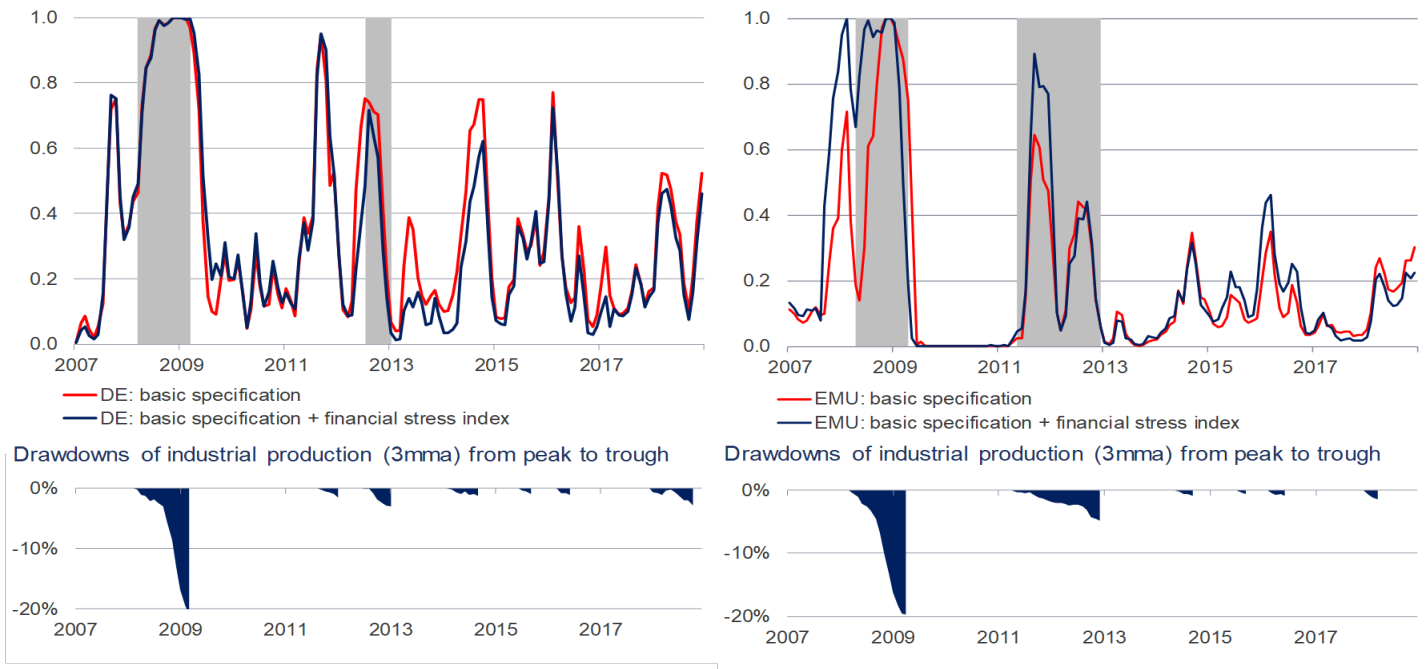 1.0
0.8
0.6
0.4
0.2
0.0
2007 2009 2011 2013 2015 2017
DE: basic specification
DE: basic specification + financial stress index
Drawdowns of industrial production (3mma) from peak to trough
0%
-10%
-20%
2007 2009 2011 2013 2015 2017
1.0
0.8
0.6
0.4
0.2
0.0
2007 2009 2011 2013 2015 2017
EMU: basic specification
EMU: basic specification + financial stress index
Drawdowns of industrial production (3mma) from peak to trough
0%
-10%
-20%
2007 2009 2011 2013 2015 2017